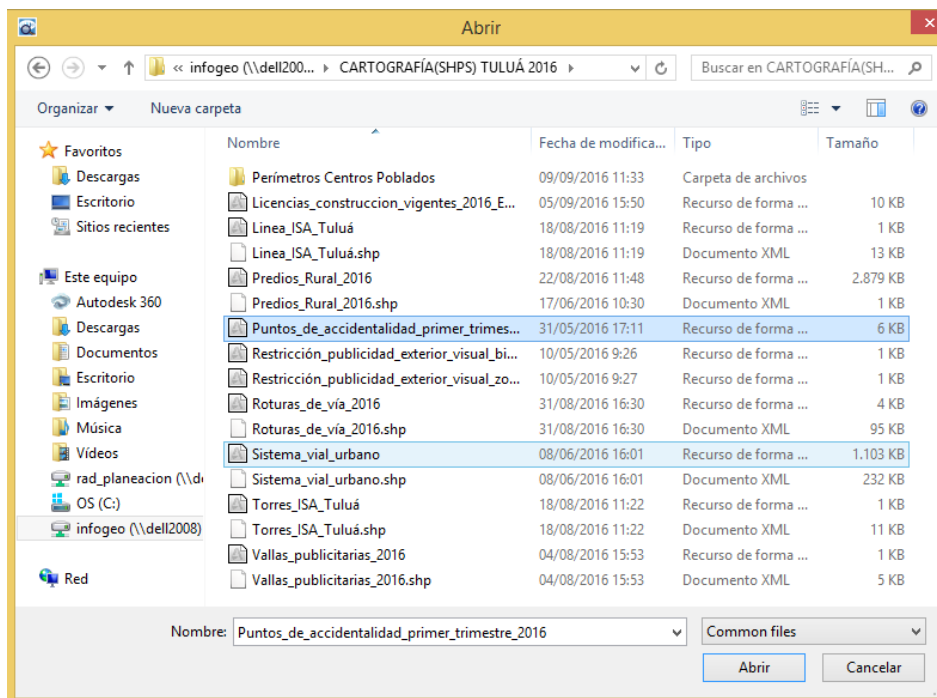 Abrir
« infogeo (\\dell200... ▸ CARTOGRAFÍA(SHPS) TULUÁ 2016 ▸
Buscar en CARTOGRAFÍA(SH...
Organizar
Nueva carpeta
Favoritos
Descargas
Escritorio
Sitios recientes
Este equipo
Autodesk 360
Descargas
Documentos
Escritorio
Imágenes
Música
Vídeos
rad_planeacion (\\d
OS (C:)
infogeo (\\dell2008)
Red
Nombre Fecha de modifica... Tipo Tamaño
Perímetros Centros Poblados 09/09/2016 11:33 Carpeta de archivos
Licencias_construccion_vigentes_2016_E... 05/09/2016 15:50 Recurso de forma ... 10 KB
Linea_ISA_Tuluá 18/08/2016 11:19 Recurso de forma ... 1 KB
Linea_ISA_Tuluá.shp 18/08/2016 11:19 Documento XML 13 KB
Predios_Rural_2016 22/08/2016 11:48 Recurso de forma ... 2.879 KB
Predios_Rural_2016.shp 17/06/2016 10:30 Documento XML 1 KB
Puntos_de_accidentalidad_primer_trimes... 31/05/2016 17:11 Recurso de forma ... 6 KB
Restricción_publicidad_exterior_visual_bi... 10/05/2016 9:26 Recurso de forma ... 1 KB
Restricción_publicidad_exterior_visual_zo... 10/05/2016 9:27 Recurso de forma ... 1 KB
Roturas_de_vía_2016 31/08/2016 16:30 Recurso de forma ... 4 KB
Roturas_de_vía_2016.shp 31/08/2016 16:30 Documento XML 95 KB
Sistema_vial_urbano 08/06/2016 16:01 Recurso de forma ... 1.103 KB
Sistema_vial_urbano.shp 08/06/2016 16:01 Documento XML 232 KB
Torres_ISA_Tuluá 18/08/2016 11:22 Recurso de forma ... 1 KB
Torres_ISA_Tuluá.shp 18/08/2016 11:22 Documento XML 11 KB
Vallas_publicitarias_2016 04/08/2016 15:53 Recurso de forma ... 1 KB
Vallas_publicitarias_2016.shp 04/08/2016 15:53 Documento XML 5 KB
Nombre: Puntos_de_accidentalidad_primer_trimestre_2016
Common files
Abrir
Cancelar